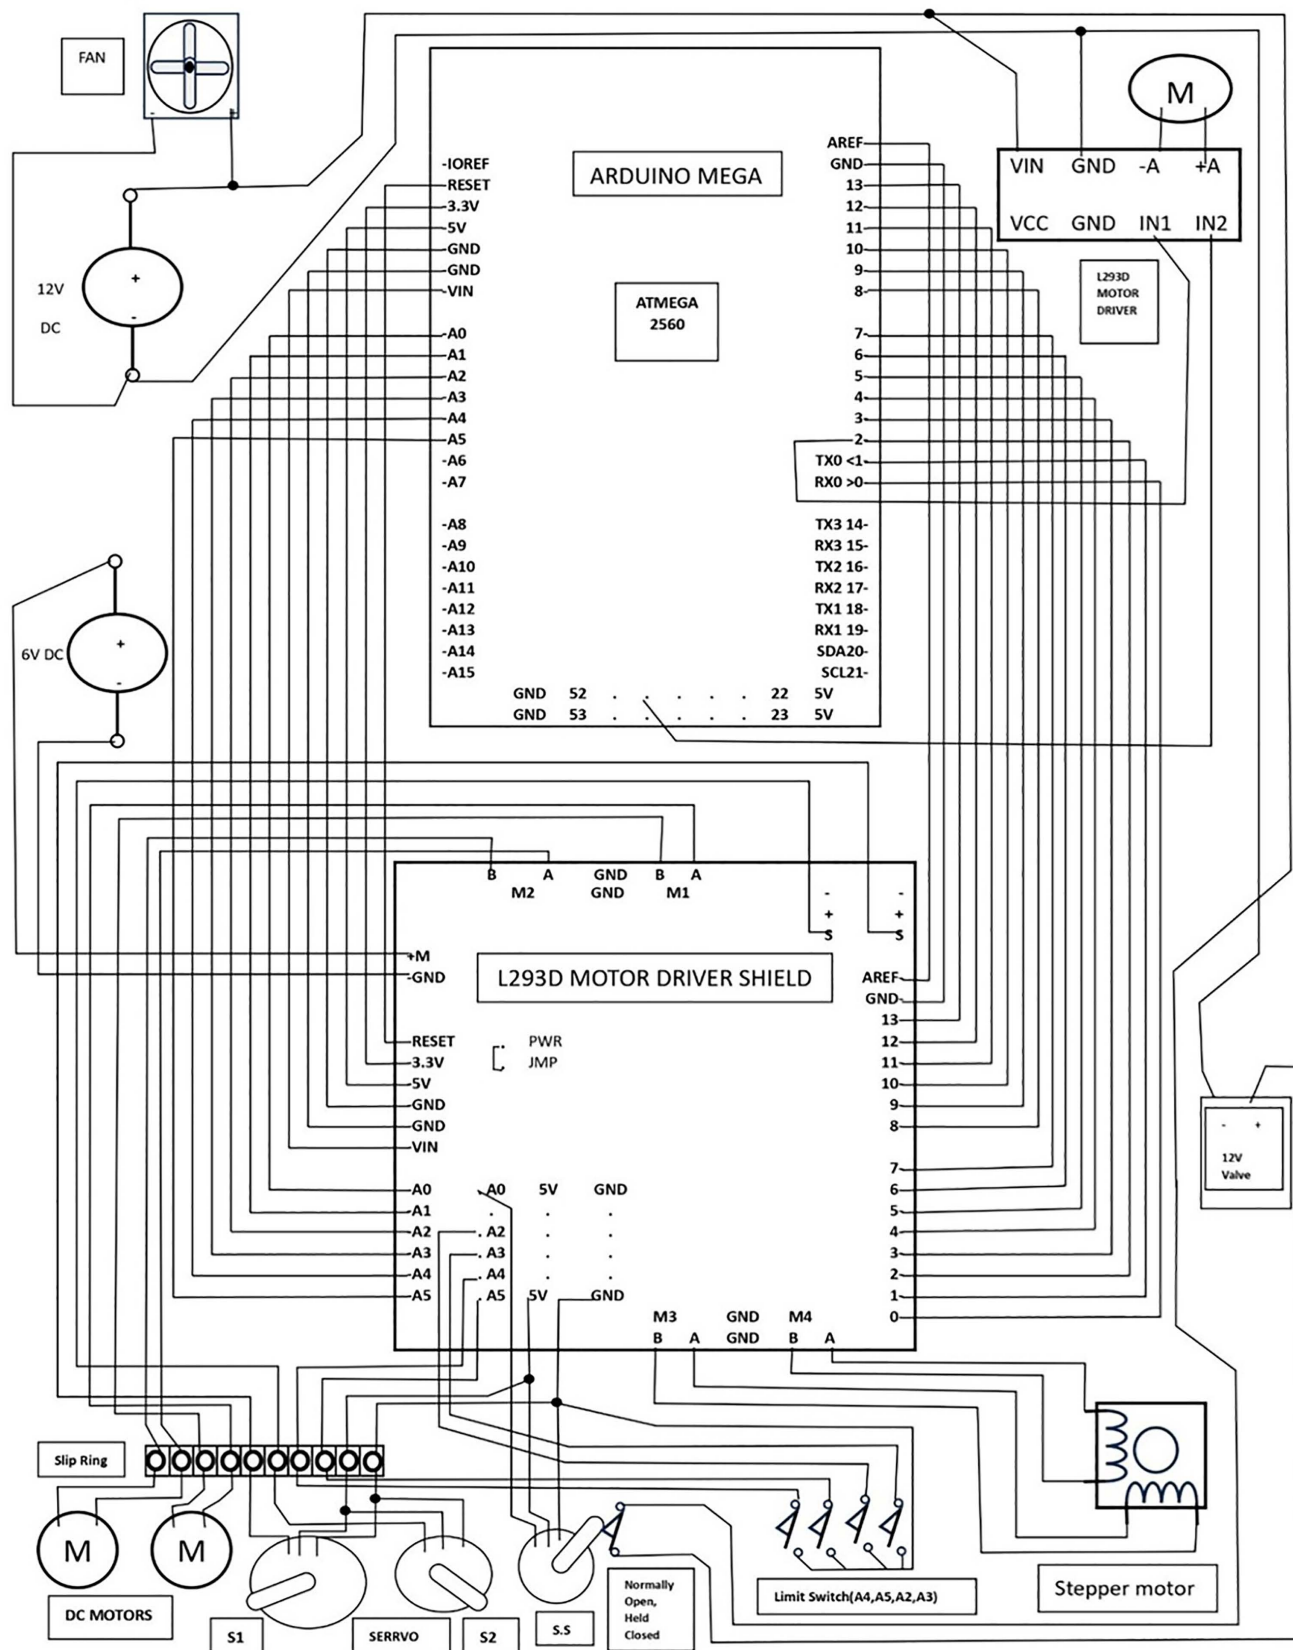 FAN
-
+
12V
+
-
DC
ARDUINO MEGA
ATMEGA
2560
-IOREF
-RESET
-3.3V
-5V
-GND
-GND
-VIN
-A0
-A1
-A2
-A3
-A4
-A5
-A6
-A7
-A8
-A9
-A10
-A11
-A12
-A13
-A14
-A15
AREF-
GND-
13-
12-
11-
10-
9-
8-
7-
6-
5-
4-
3-
2-
TX0 <1-
RX0 >0-
TX3 14-
RX3 15-
TX2 16-
RX2 17-
TX1 18-
RX1 19-
SDA20-
SCL21-
GND 52 . . . . . 22 5V
GND 53 . . . . . 23 5V
M
VIN GND -A +A
VCC GND IN1 IN2
L293D
MOTOR
DRIVER
6V DC
+
-
B A GND B A
M2 GND M1
- -
+ +
S S
+M
-GND
L293D MOTOR DRIVER SHIELD
PWR
JMP
-RESET
-3.3V
-5V
-GND
-GND
-VIN
-A0
-A1
-A2
-A3
-A4
-A5
A0 5V GND
. . .
. A2 . .
. A3 . .
. A4 . .
. A5 5V GND
AREF-
GND-
13-
12-
11-
10-
9-
8-
7-
6-
5-
4-
3-
2-
1-
0-
M3 GND M4
B A GND B A
- +
12V
Valve
Slip Ring
M
M
DC MOTORS
S1
SERRVO
S2
S.S
Normally
Open,
Held
Closed
Limit Switch(A4,A5,A2,A3)
Stepper motor